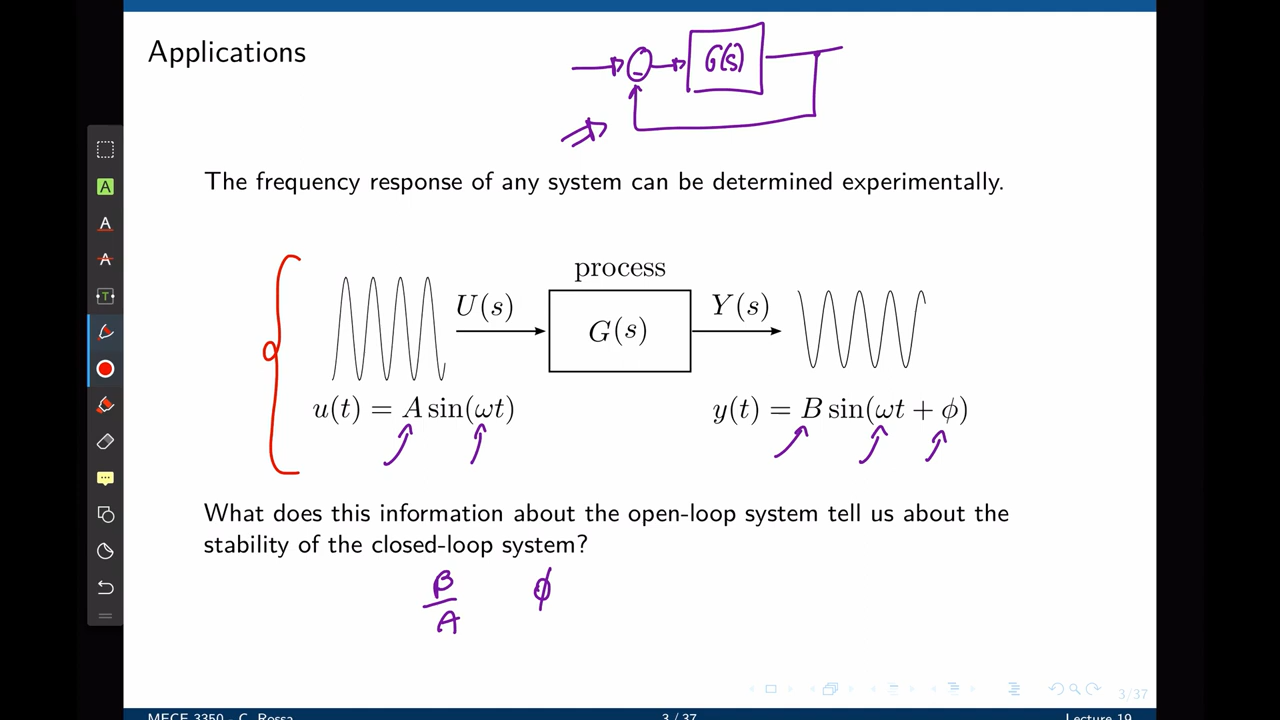 Applications
G(s)
The frequency response of any system can be determined experimentally.
process
U(s)
G(s)
Y(s)
u(t) = A sin(ωt)
y(t) = B sin(ωt + ϕ)
What does this information about the open-loop system tell us about the
stability of the closed-loop system?
B
A
ϕ
3/37
MECE 3350 - C. Rossa
3 / 37
Lecture 19
A
A
A
T